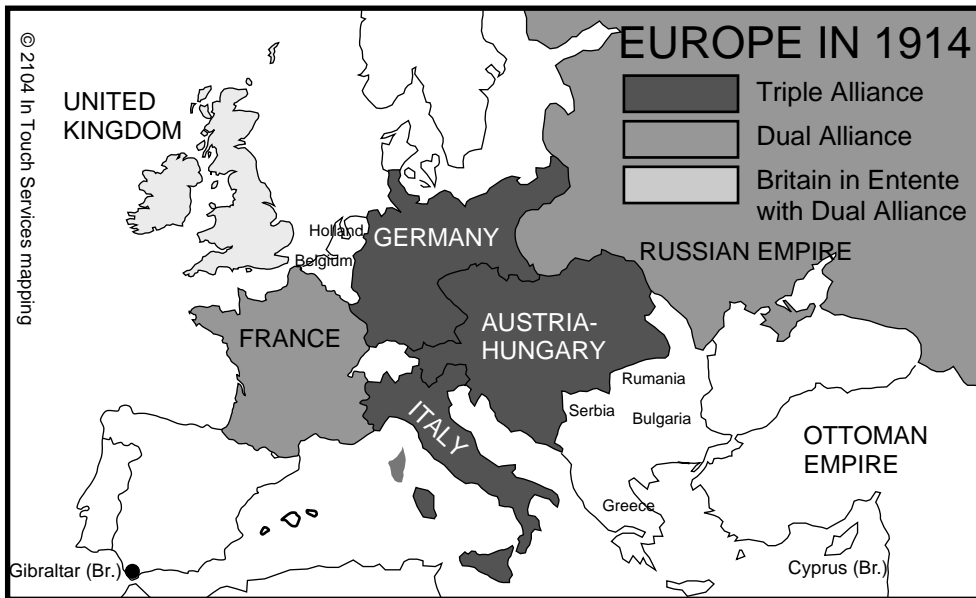 EUROPE IN 1914
Triple Alliance
Dual Alliance
Britain in Entente
with Dual Alliance
© 2104 In Touch Services mapping
UNITED
KINGDOM
Holland
GERMANY
Belgium
RUSSIAN EMPIRE
FRANCE
AUSTRIA-
HUNGARY
Rumania
Serbia
Bulgaria
ITALY
OTTOMAN
EMPIRE
Greece
Gibraltar (Br.)
Cyprus (Br.)